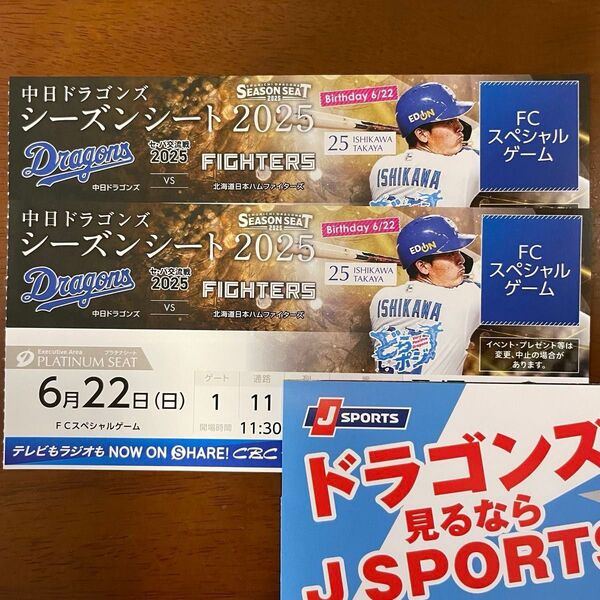 中日ドラゴンズ
シーズンシート 2025
CHUNICHI DRAGONS
SEASON SEAT
2025
Birthday 6/22
25 ISHIKAWA
TAKAYA
EDION
ISHIKAWA
FC
スペシャル
ゲーム
Dragons
中日ドラゴンズ
セ・パ交流戦
2025
VS
FIGHTERS
北海道日本ハムファイターズ
中日ドラゴンズ
シーズンシート 2025
SEASON SEAT
2025
Birthday 6/22
25 ISHIKAWA
TAKAYA
EDION
ISHIKAWA
FC
スペシャル
ゲーム
Dragons
中日ドラゴンズ
セ・パ交流戦
2025
VS
FIGHTERS
北海道日本ハムファイターズ
どらポジ
イベント・プレゼント等は
変更、中止の場合が
あります。
Executive Area プラチナシート
PLATINUM SEAT
6月22日(日)
FCスペシャルゲーム
ゲート 通路
1 11
開場時間 11:30
テレビもラジオも NOW ON SHARE! CBC
J SPORTS
ドラゴンズ
見るなら
J SPORTS